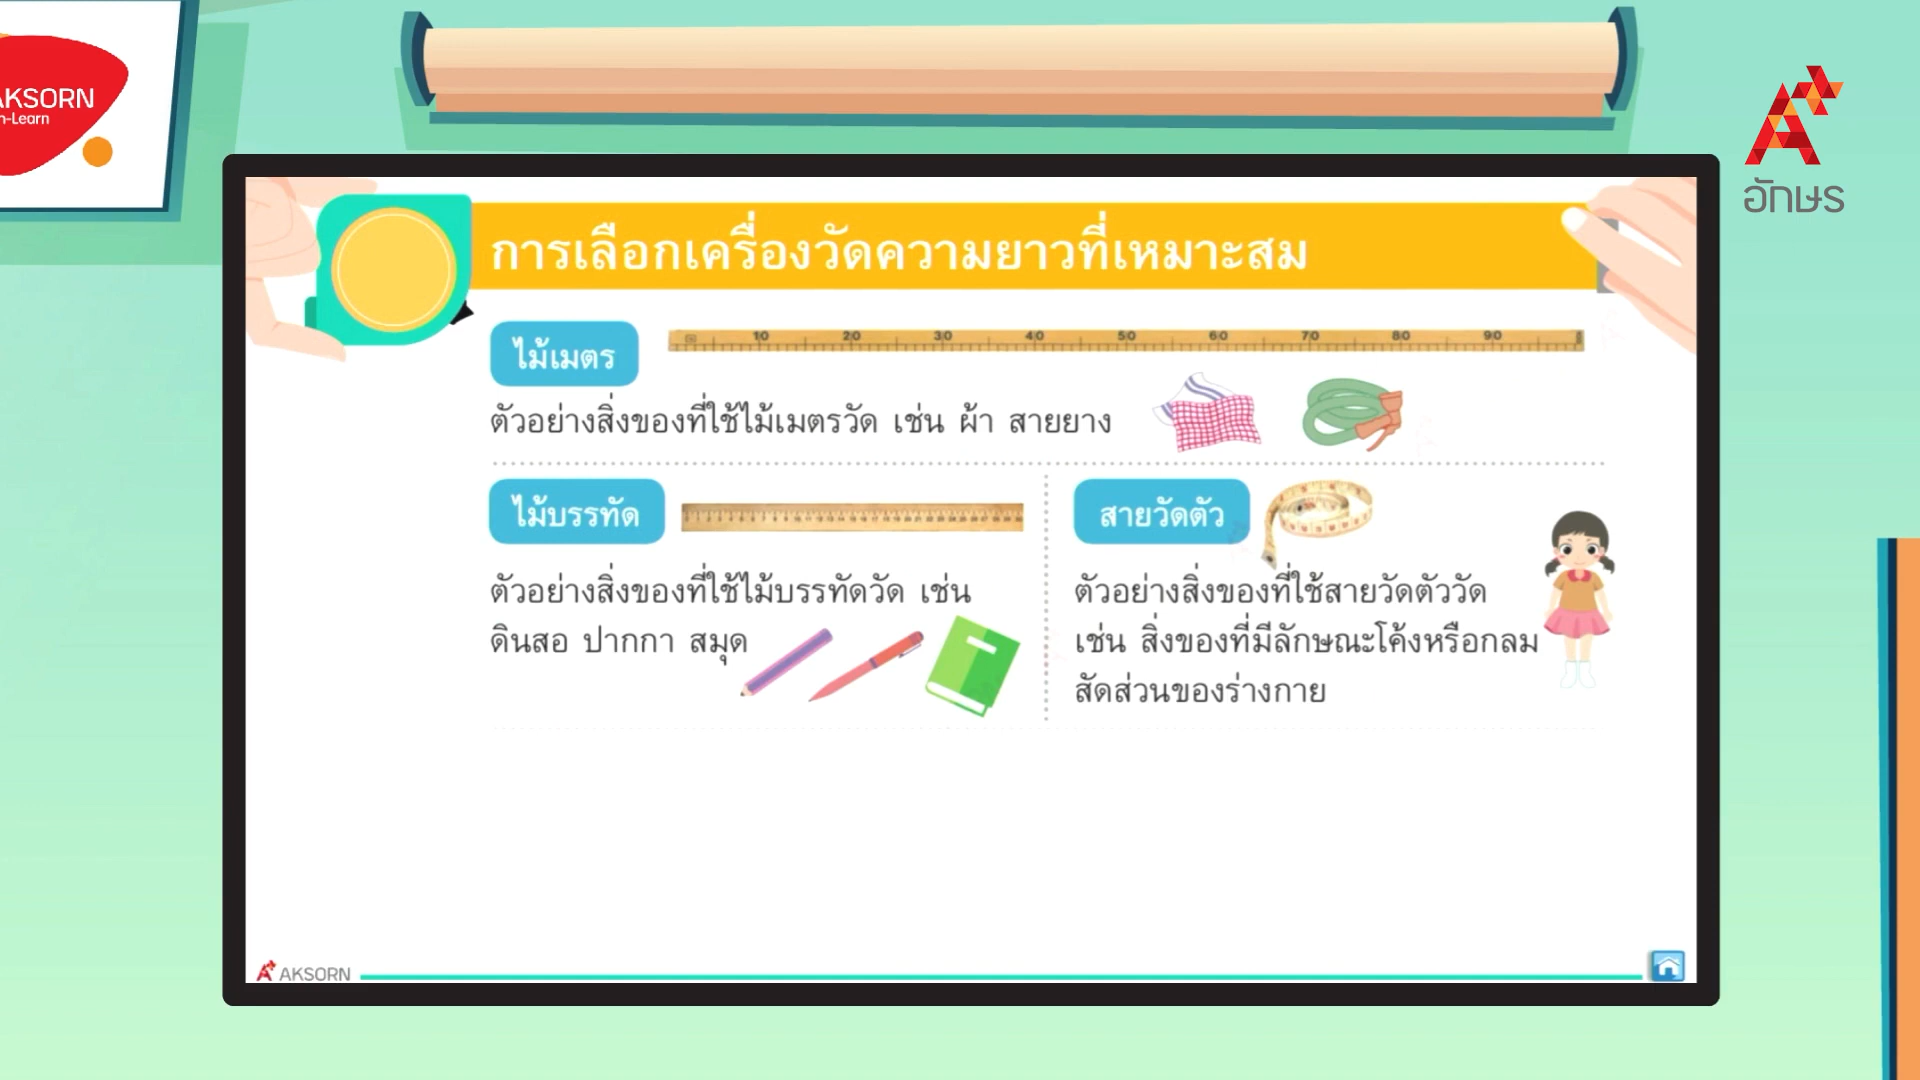 AKSORN
n-Learn
อักษร
การเลือกเครื่องวัดความยาวที่เหมาะสม
ไม้เมตร
10 20 30 40 50 60 70 80 90
ตัวอย่างสิ่งของที่ใช้ไม้เมตรวัด เช่น ผ้า สายยาง
ไม้บรรทัด
ตัวอย่างสิ่งของที่ใช้ไม้บรรทัดวัด เช่น
ดินสอ ปากกา สมุด
สายวัดตัว
ตัวอย่างสิ่งของที่ใช้สายวัดตัววัด
เช่น สิ่งของที่มีลักษณะโค้งหรือกลม
สัดส่วนของร่างกาย
AKSORN